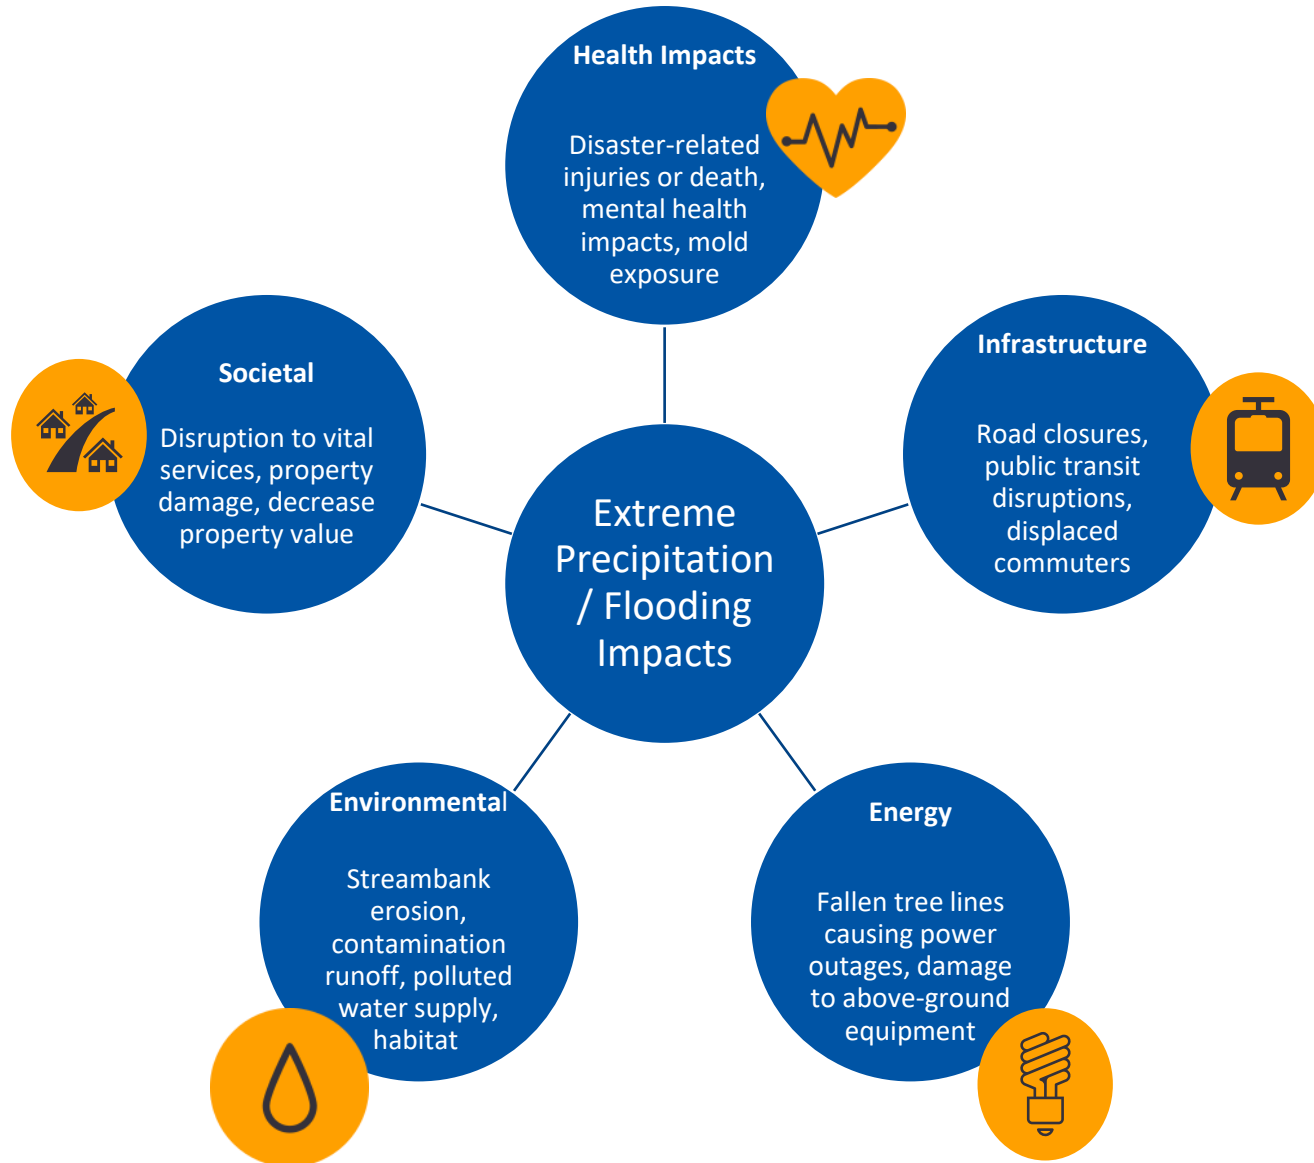 Health Impacts
Disaster-related
injuries or death,
mental health
impacts, mold
exposure
Infrastructure
Road closures,
public transit
disruptions,
displaced
commuters
Societal
Disruption to vital
services, property
damage, decrease
property value
Extreme
Precipitation
/ Flooding
Impacts
Environmental
Streambank
erosion,
contamination
runoff, polluted
water supply,
habitat
Energy
Fallen tree lines
causing power
outages, damage
to above-ground
equipment